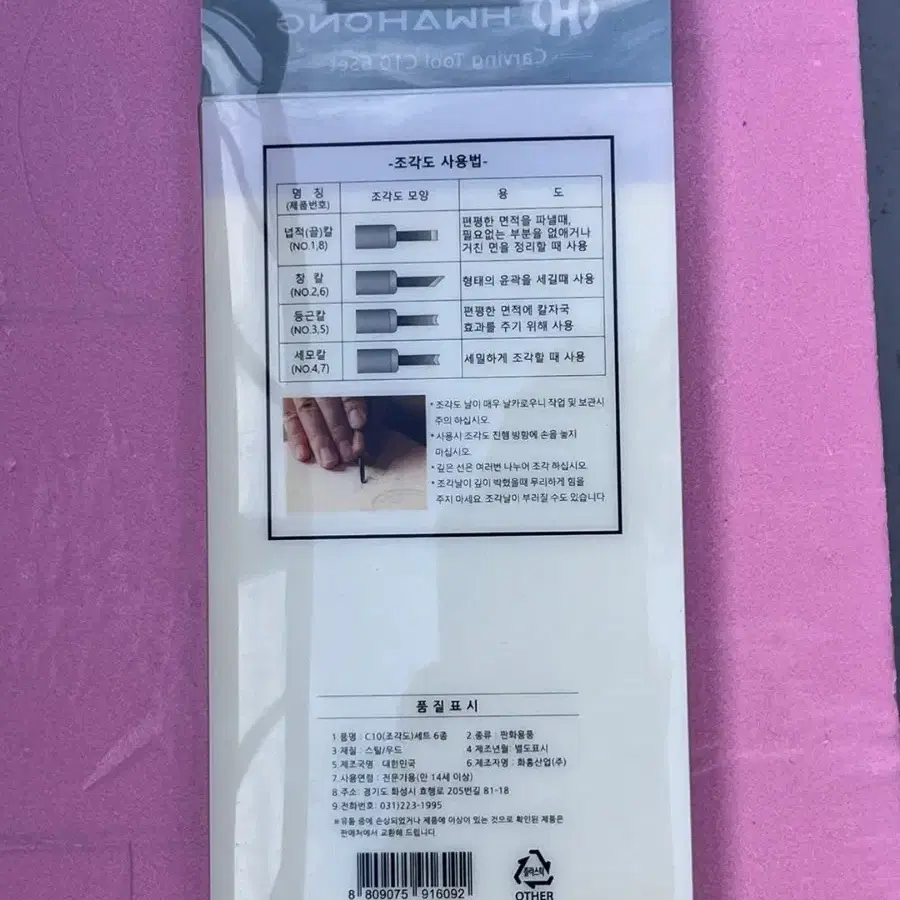 HWAHONG
Carving Tool C10 6Set
-조각도 사용법-
명 칭 조각도 모양 용 도
(제품번호)
넙적(끌)칼
(NO.1,8)
편평한 면적을 파낼때,
필요없는 부분을 없애거나
거친 면을 정리할 때 사용
창 칼
(NO.2,6)
형태의 윤곽을 세길때 사용
둥근칼
(NO.3,5)
편평한 면적에 칼자국
효과를 주기 위해 사용
세모칼
(NO.4,7)
세밀하게 조각할 때 사용
* 조각도 날이 매우 날카로우니 작업 및 보관시
주의 하십시오.
* 사용시 조각도 진행 방향에 손을 놓지
마십시오.
* 깊은 선은 여러번 나누어 조각 하십시오.
* 조각날이 깊이 박혔을때 무리하게 힘을
주지 마세요. 조각날이 부러질 수도 있습니다
품 질 표 시
1 품명 : C10(조각도)세트 6종 2.종류 : 판화용품
3 재질 : 스틸/우드 4 제조년월: 별도표시
5 제조국명 : 대한민국 6.제조자명 : 화홍산업(주)
7.사용연령 : 전문가용(만 14세 이상)
8 주소: 경기도 화성시 효행로 205번길 81-18
9.전화번호: 031)223-1995
※유통 중에 손상되었거나 제품에 이상이 있는 것으로 확인된 제품은
판매처에서 교환해 드립니다.
8 809075 916092
플라스틱
OTHER